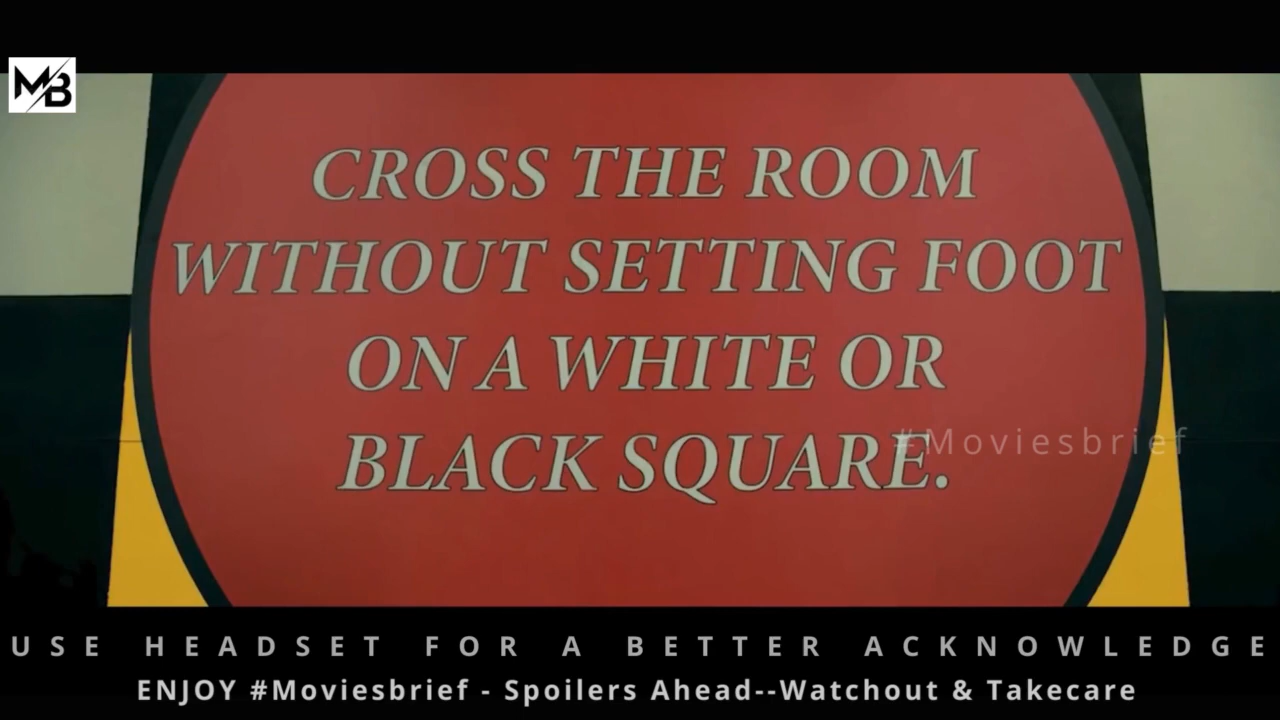 MB
CROSS THE ROOM
WITHOUT SETTING FOOT
ON A WHITE OR
BLACK SQUARE.
#Moviesbrief
USE HEADSET FOR A BETTER ACKNOWLEDGE
ENJOY #Moviesbrief - Spoilers Ahead--Watchout & Takecare